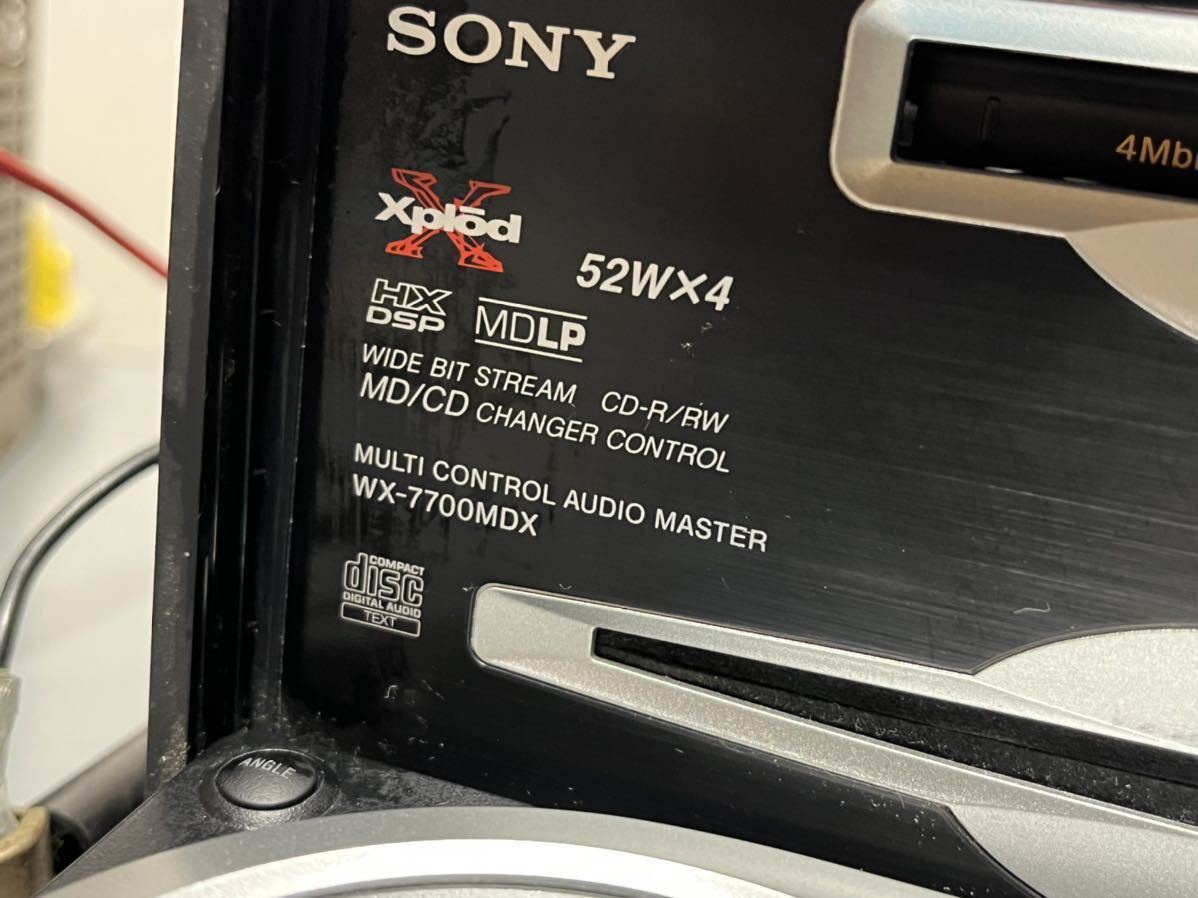 SONY
4Mb
Xplōd
52W×4
HX
DSP
MDLP
WIDE BIT STREAM CD-R/RW
MD/CD CHANGER CONTROL
MULTI CONTROL AUDIO MASTER
WX-7700MDX
COMPACT
disc
DIGITAL AUDIO
TEXT
ANGLE